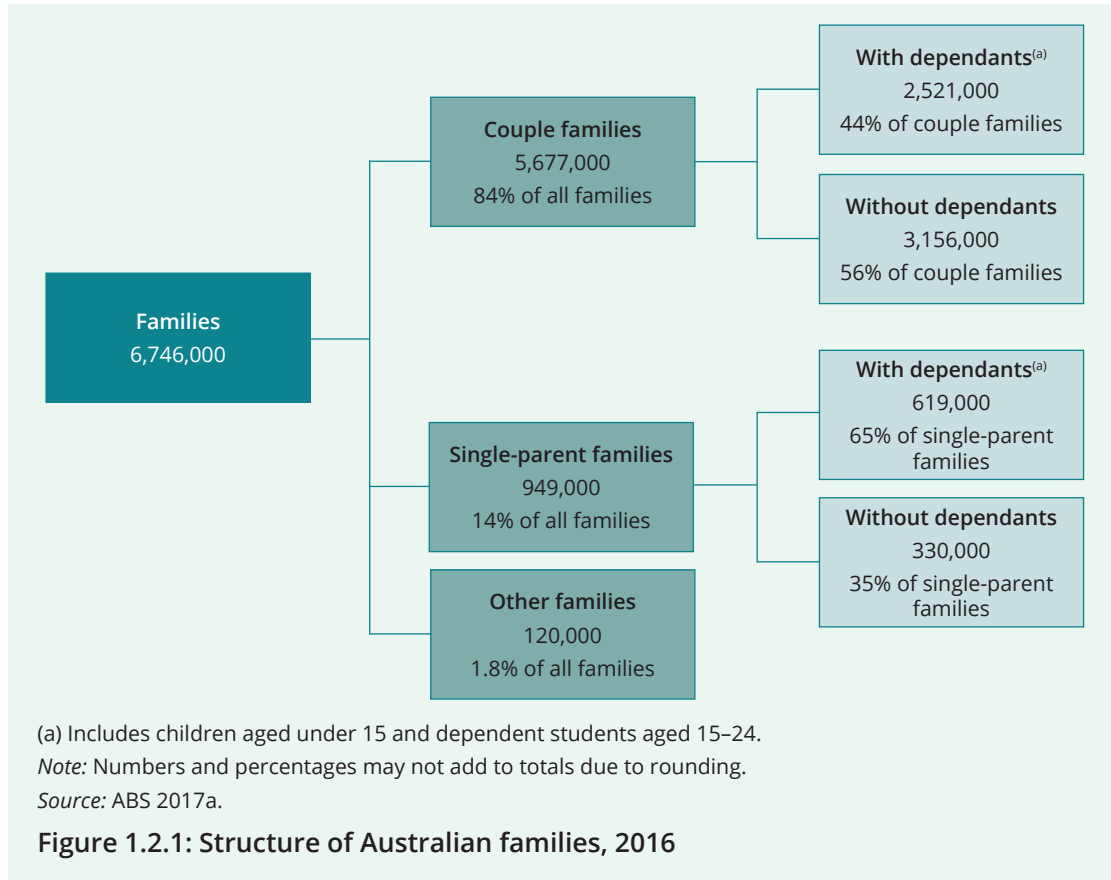 Families
6,746,000
Couple families
5,677,000
84% of all families
With dependants(a)
2,521,000
44% of couple families
Without dependants
3,156,000
56% of couple families
Single-parent families
949,000
14% of all families
With dependants(a)
619,000
65% of single-parent
families
Without dependants
330,000
35% of single-parent
families
Other families
120,000
1.8% of all families
(a) Includes children aged under 15 and dependent students aged 15–24.
Note: Numbers and percentages may not add to totals due to rounding.
Source: ABS 2017a.
Figure 1.2.1: Structure of Australian families, 2016